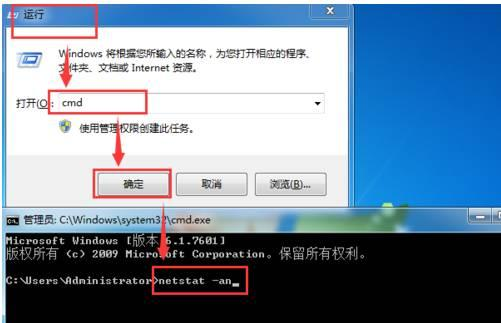 运行
Windows 将根据您所输入的名称，为您打开相应的程序、
文件夹、文档或 Internet 资源。
打开(O): cmd
使用管理权限创建此任务。
确定 取消 浏览(B)...
管理员: C:\Windows\system32\cmd.exe
Microsoft Windows [版本 6.1.7601]
版权所有 (c) 2009 Microsoft Corporation。保留所有权利。
C:\Users\Administrator>netstat -an